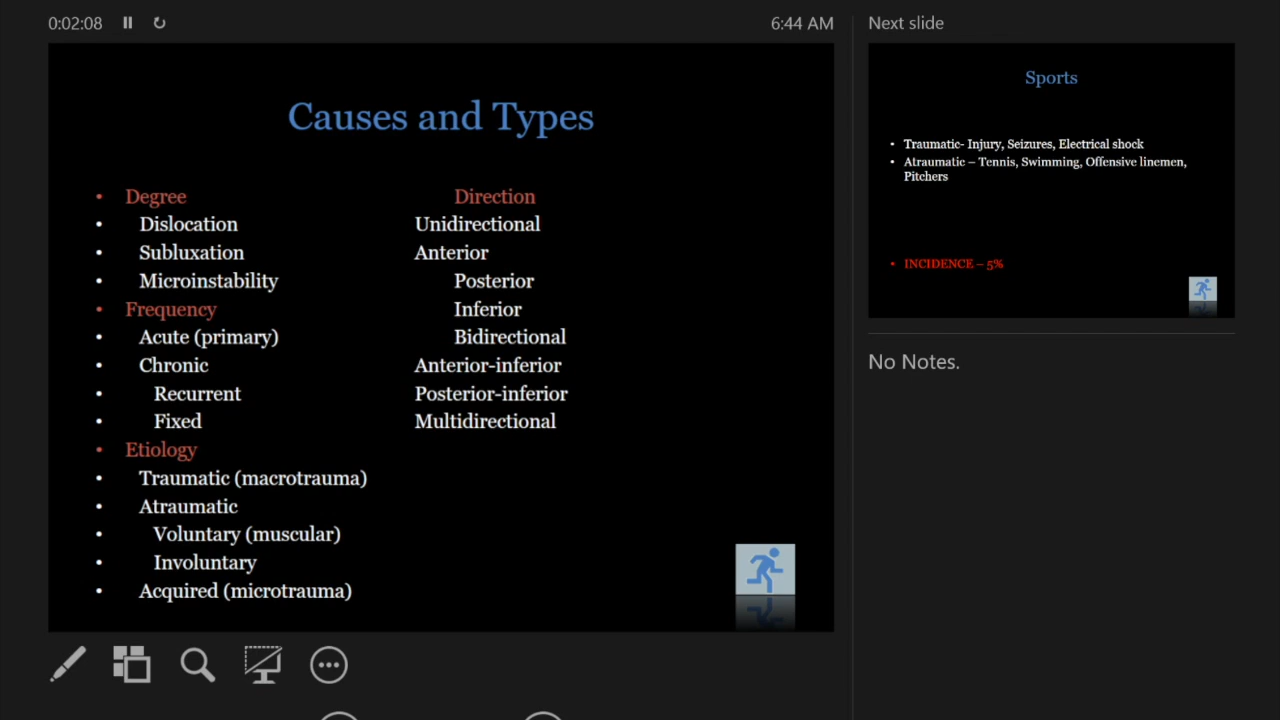 0:02:08
6:44 AM
Next slide
Causes and Types
• Degree Direction
• Dislocation Unidirectional
• Subluxation Anterior
• Microinstability Posterior
• Frequency Inferior
• Acute (primary) Bidirectional
• Chronic Anterior-inferior
• Recurrent Posterior-inferior
• Fixed Multidirectional
• Etiology
• Traumatic (macrotrauma)
• Atraumatic
• Voluntary (muscular)
• Involuntary
• Acquired (microtrauma)
Sports
• Traumatic- Injury, Seizures, Electrical shock
• Atraumatic – Tennis, Swimming, Offensive linemen,
Pitchers
• INCIDENCE – 5%
No Notes.